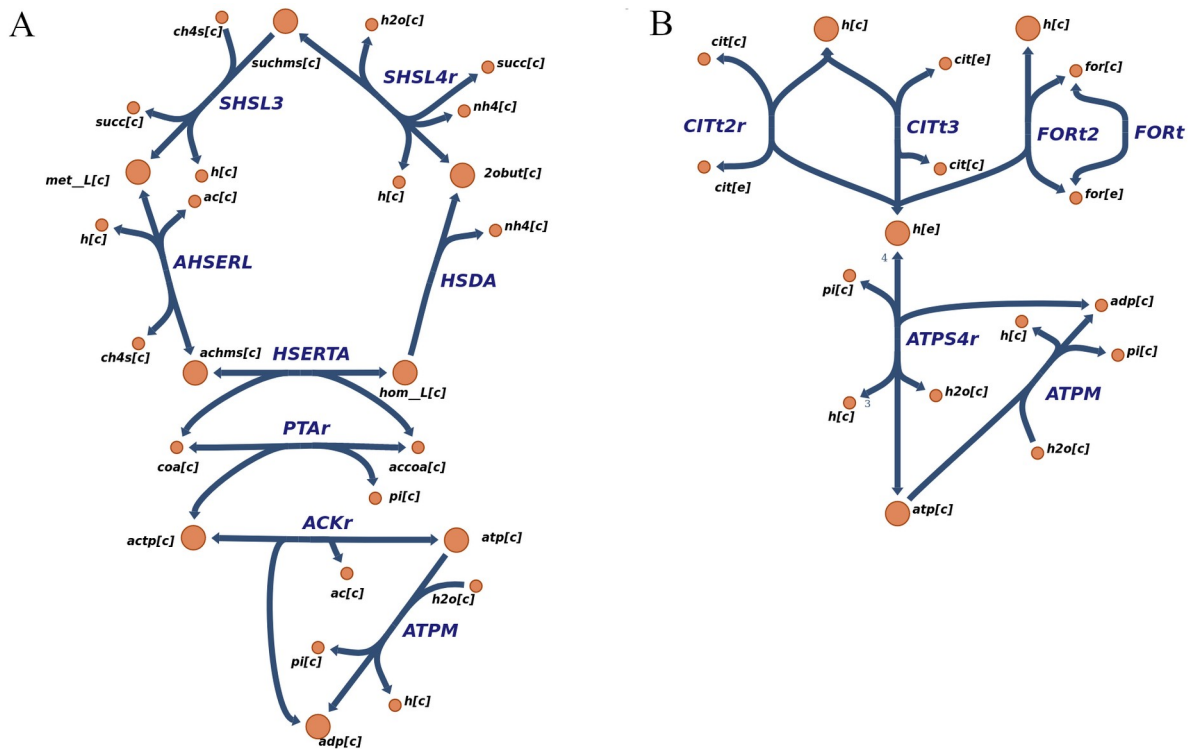 A
ch4s[c]
suchms[c]
h2o[c]
SHSL4r
succ[c]
nh4[c]
SHSL3
succ[c]
h[c]
met__L[c]
h[c]
2obut[c]
ac[c]
h[c]
nh4[c]
AHSERL
HSDA
ch4s[c]
achms[c]
HSERTA
hom__L[c]
PTAr
coa[c]
accoa[c]
pi[c]
ACKr
actp[c]
atp[c]
ac[c]
h2o[c]
ATPM
pi[c]
h[c]
adp[c]
B
h[c]
h[c]
cit[c]
cit[e]
for[c]
CITt2r
CITt3
FORt2
FORt
cit[e]
cit[c]
for[e]
h[e]
4
pi[c]
adp[c]
h[c]
ATPS4r
pi[c]
ATPM
h[c]
3
h2o[c]
h2o[c]
atp[c]